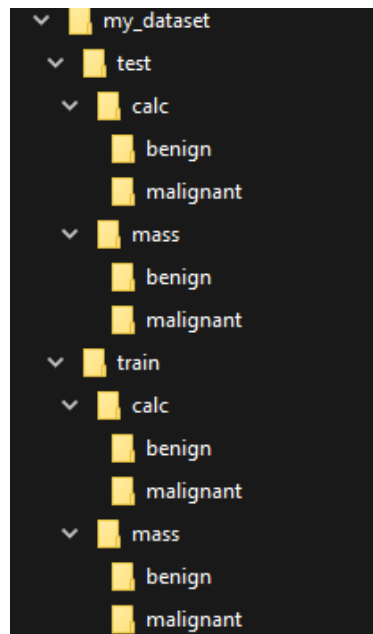 my_dataset
test
calc
benign
malignant
mass
benign
malignant
train
calc
benign
malignant
mass
benign
malignant